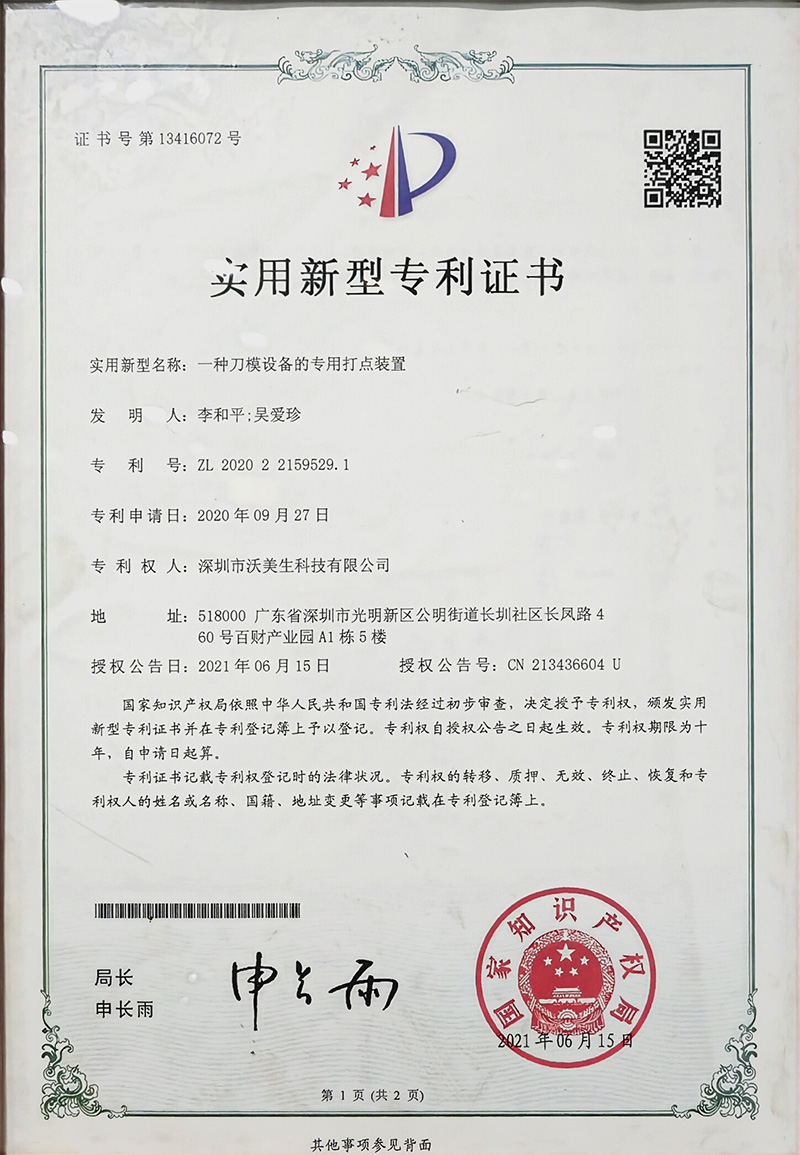 证书号第13416072号
实用新型专利证书
实用新型名称：一种刀模设备的专用打点装置
发明人：李和平;吴爱珍
专利号：ZL 2020 2 2159529.1
专利申请日：2020年09月27日
专利权人：深圳市沃美生科技有限公司
地址：518000 广东省深圳市光明新区公明街道长圳社区长凤路4
60号百财产业园A1栋5楼
授权公告日：2021年06月15日 授权公告号：CN 213436604 U
国家知识产权局依照中华人民共和国专利法经过初步审查，决定授予专利权，颁发实用
新型专利证书并在专利登记簿上予以登记。专利权自授权公告之日起生效。专利权期限为十
年，自申请日起算。
专利证书记载专利权登记时的法律状况。专利权的转移、质押、无效、终止、恢复和专
利权人的姓名或名称、国籍、地址变更等事项记载在专利登记簿上。
局长
申长雨
申长雨
国家知识产权局
2021年06月15日
第 1 页 (共 2 页)
其他事项参见背面